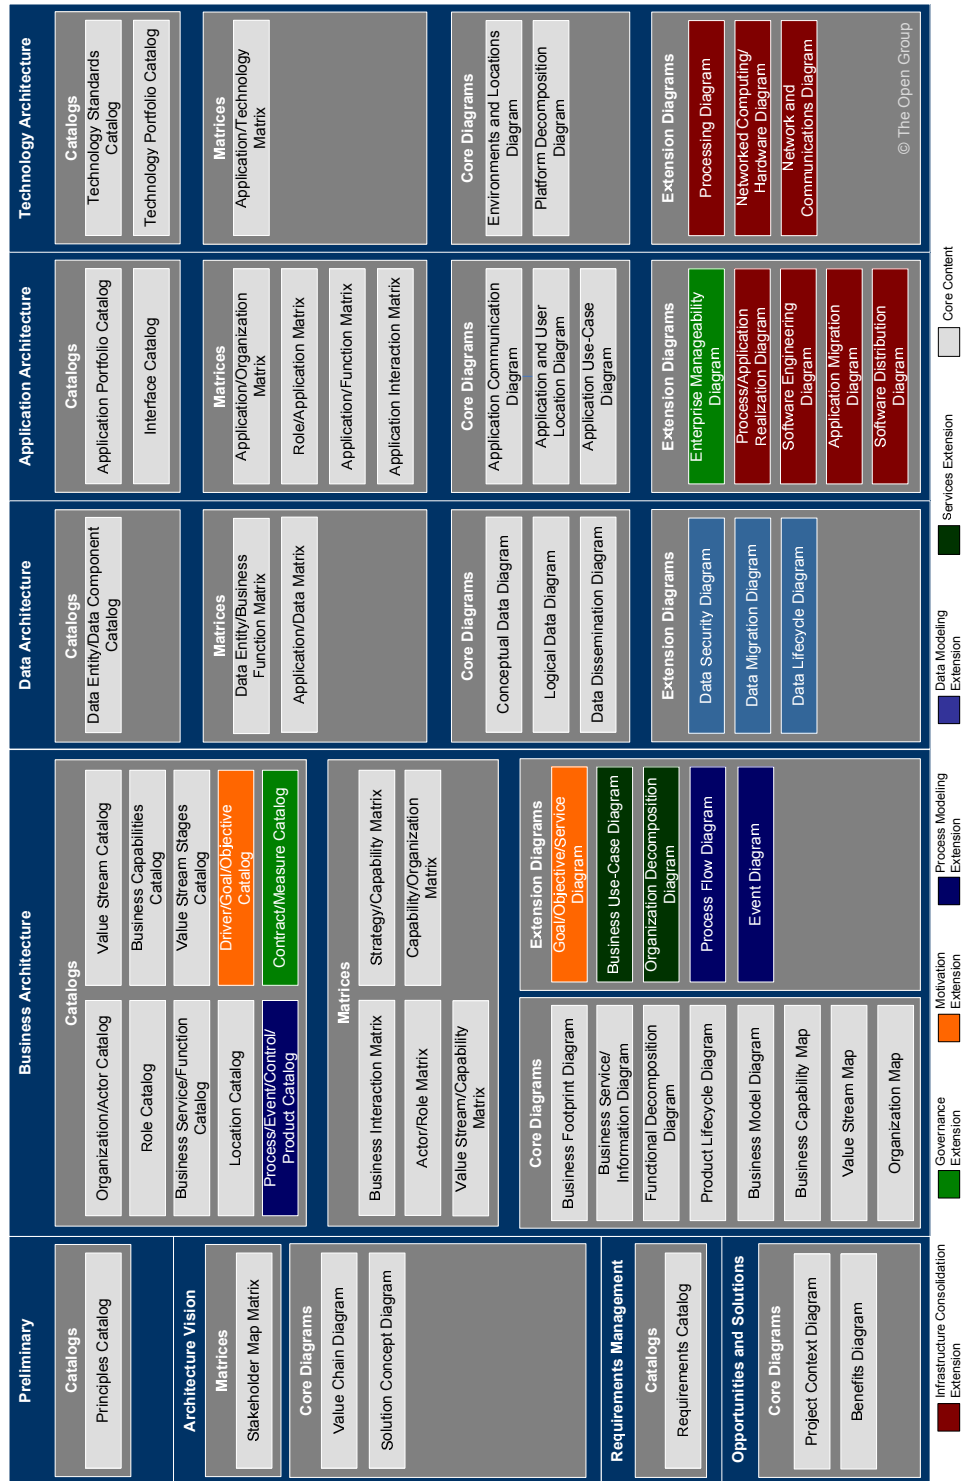 Preliminary
Catalogs
Principles Catalog
Architecture Vision
Matrices
Stakeholder Map Matrix
Core Diagrams
Value Chain Diagram
Solution Concept Diagram
Requirements Management
Catalogs
Requirements Catalog
Opportunities and Solutions
Core Diagrams
Project Context Diagram
Benefits Diagram
Business Architecture
Catalogs
Organization/Actor Catalog
Role Catalog
Business Service/Function
Catalog
Location Catalog
Process/Event/Control/
Product Catalog
Value Stream Catalog
Business Capabilities
Catalog
Value Stream Stages
Catalog
Driver/Goal/Objective
Catalog
Contract/Measure Catalog
Matrices
Business Interaction Matrix
Actor/Role Matrix
Value Stream/Capability
Matrix
Strategy/Capability Matrix
Capability/Organization
Matrix
Core Diagrams
Business Footprint Diagram
Business Service/
Information Diagram
Functional Decomposition
Diagram
Product Lifecycle Diagram
Business Model Diagram
Business Capability Map
Value Stream Map
Organization Map
Extension Diagrams
Goal/Objective/Service
Diagram
Business Use-Case Diagram
Organization Decomposition
Diagram
Process Flow Diagram
Event Diagram
Data Architecture
Catalogs
Data Entity/Data Component
Catalog
Matrices
Data Entity/Business
Function Matrix
Application/Data Matrix
Core Diagrams
Conceptual Data Diagram
Logical Data Diagram
Data Dissemination Diagram
Extension Diagrams
Data Security Diagram
Data Migration Diagram
Data Lifecycle Diagram
Application Architecture
Catalogs
Application Portfolio Catalog
Interface Catalog
Matrices
Application/Organization
Matrix
Role/Application Matrix
Application/Function Matrix
Application Interaction Matrix
Core Diagrams
Application Communication
Diagram
Application and User
Location Diagram
Application Use-Case
Diagram
Extension Diagrams
Enterprise Manageability
Diagram
Process/Application
Realization Diagram
Software Engineering
Diagram
Application Migration
Diagram
Software Distribution
Diagram
Technology Architecture
Catalogs
Technology Standards
Catalog
Technology Portfolio Catalog
Matrices
Application/Technology
Matrix
Core Diagrams
Environments and Locations
Diagram
Platform Decomposition
Diagram
Extension Diagrams
Processing Diagram
Networked Computing/
Hardware Diagram
Network and
Communications Diagram
© The Open Group
Infrastructure Consolidation
Extension
Governance
Extension
Motivation
Extension
Process Modeling
Extension
Data Modeling
Extension
Services Extension
Core Content